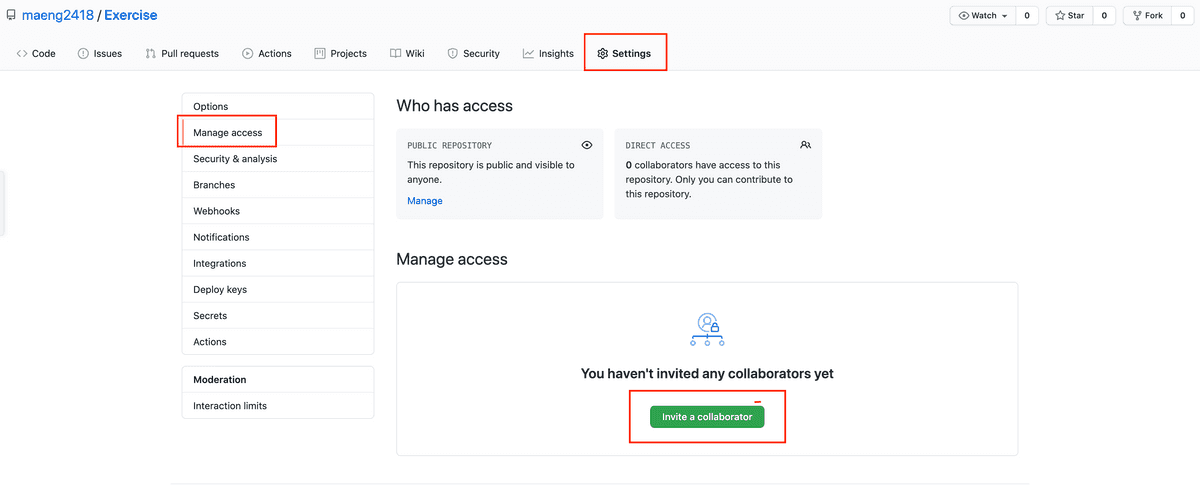 maeng2418 / Exercise
Watch 0
Star 0
Fork 0
Code
Issues
Pull requests
Actions
Projects
Wiki
Security
Insights
Settings
Options
Manage access
Security & analysis
Branches
Webhooks
Notifications
Integrations
Deploy keys
Secrets
Actions
Moderation
Interaction limits
Who has access
PUBLIC REPOSITORY
This repository is public and visible to
anyone.
Manage
DIRECT ACCESS
0 collaborators have access to this
repository. Only you can contribute to
this repository.
Manage access
You haven't invited any collaborators yet
Invite a collaborator